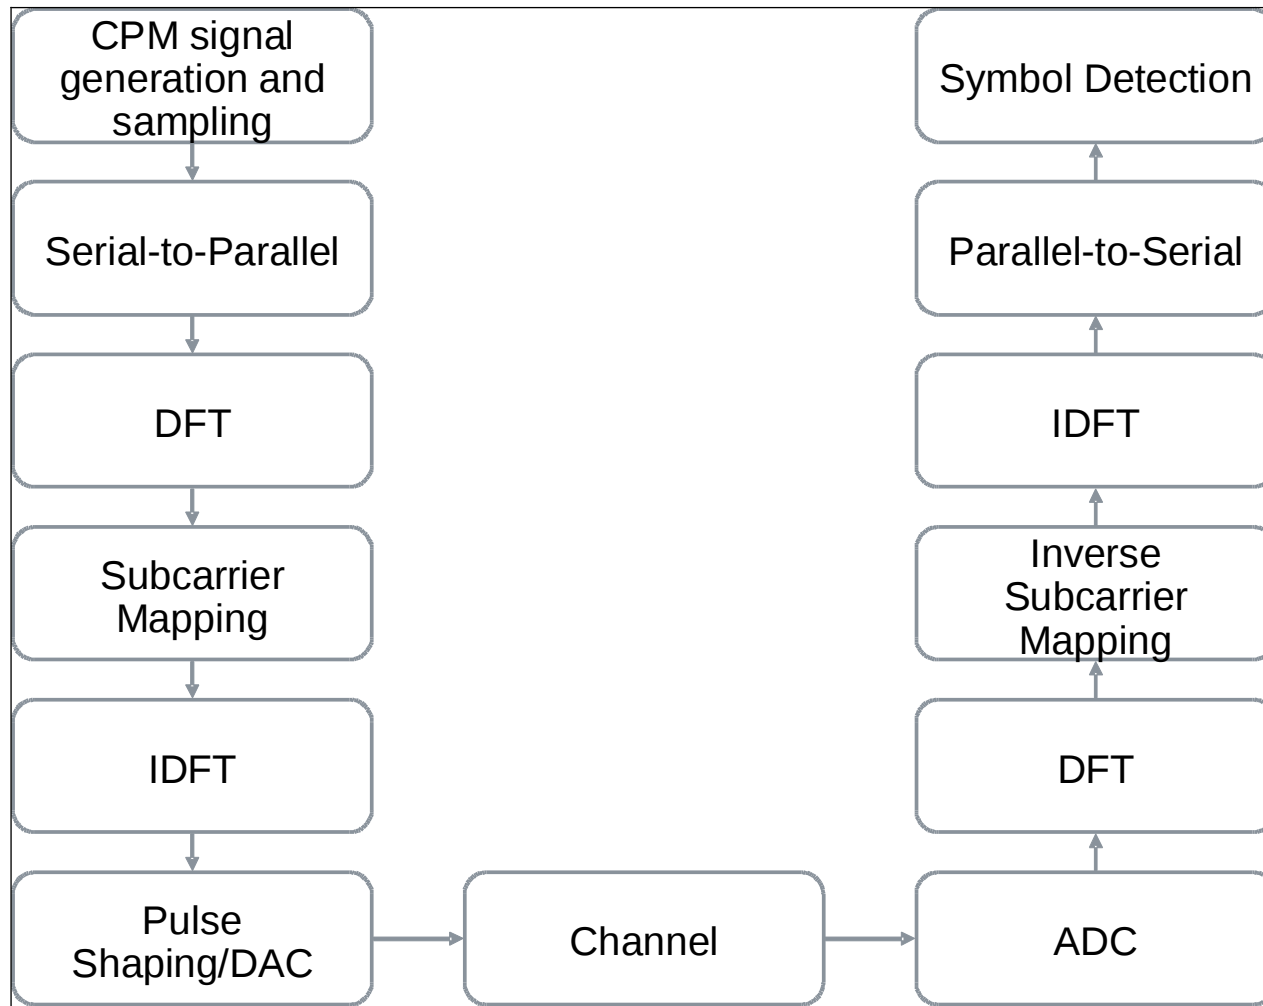 CPM signal
generation and
sampling
Serial-to-Parallel
DFT
Subcarrier
Mapping
IDFT
Pulse
Shaping/DAC
Channel
ADC
DFT
Inverse
Subcarrier
Mapping
IDFT
Parallel-to-Serial
Symbol Detection